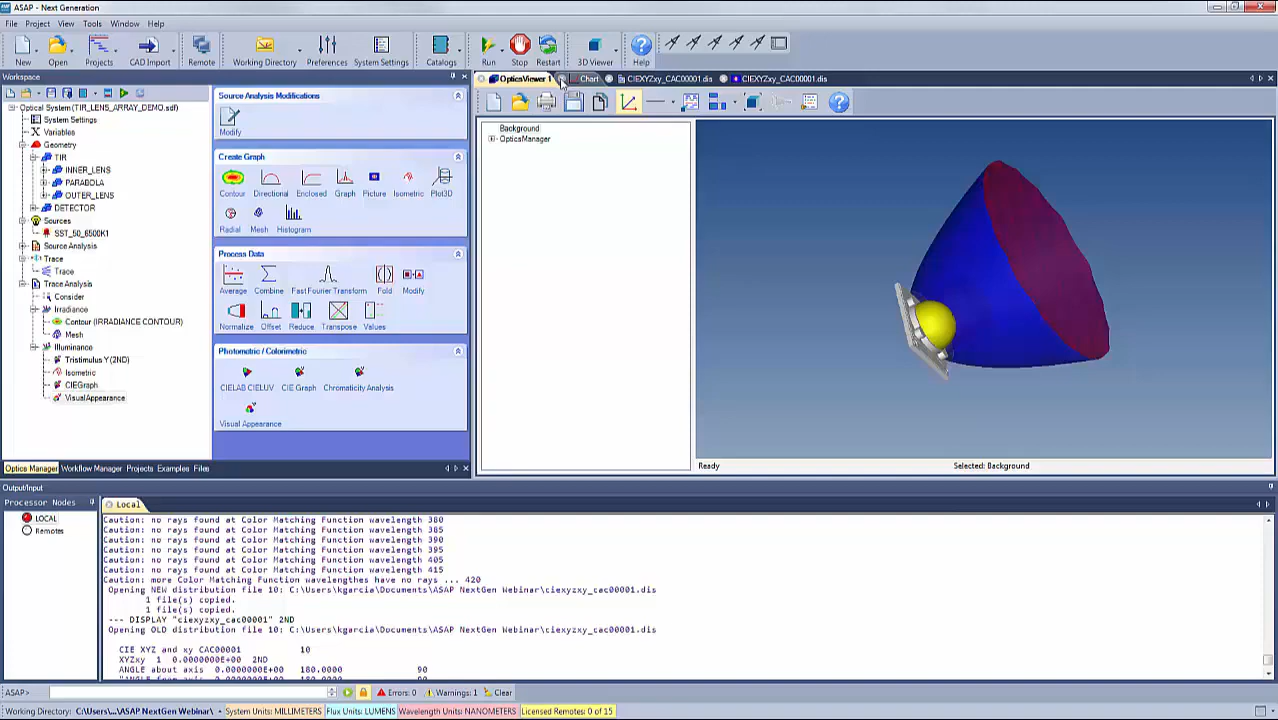 ASAP - Next Generation
File Project View Tools Window Help
New Open Projects CAD Import Remote Working Directory Preferences System Settings Catalogs Run Stop Restart 3D Viewer Help
Workspace
OpticsViewer 1 Chart CIEXYZxy_CAC00001.dis CIEXYZxy_CAC00001.dis
Optical System (TIR_LENS_ARRAY_DEMO.sdf)
System Settings
Variables
Geometry
TIR
INNER_LENS
PARABOLA
OUTER_LENS
DETECTOR
Sources
SST_50_6500K1
Source Analysis
Trace
Trace
Trace Analysis
Consider
Irradiance
Contour (IRRADIANCE CONTOUR)
Mesh
Illuminance
Tristimulus Y (2ND)
Isometric
CIEGraph
VisualAppearance
Source Analysis Modifications
Modify
Create Graph
Contour Directional Enclosed Graph Picture Isometric Plot3D
Radial Mesh Histogram
Process Data
Average Combine Fast Fourier Transform Fold Modify
Normalize Offset Reduce Transpose Values
Photometric / Colorimetric
CIELAB CIELUV CIE Graph Chromaticity Analysis
Visual Appearance
Background
OpticsManager
Ready Selected: Background
Optics Manager Workflow Manager Projects Examples Files
Output/Input
Processor Nodes
LOCAL
Remotes
Local
Caution: no rays found at Color Matching Function wavelength 380
Caution: no rays found at Color Matching Function wavelength 385
Caution: no rays found at Color Matching Function wavelength 390
Caution: no rays found at Color Matching Function wavelength 395
Caution: no rays found at Color Matching Function wavelength 405
Caution: no rays found at Color Matching Function wavelength 415
Caution: more Color Matching Function wavelengthes have no rays ... 420
Opening NEW distribution file 10: C:\Users\kgarcia\Documents\ASAP NextGen Webinar\ciexyzxy_cac00001.dis
1 file(s) copied.
1 file(s) copied.
--- DISPLAY "ciexyzxy_cac00001" 2ND
Opening OLD distribution file 10: C:\Users\kgarcia\Documents\ASAP NextGen Webinar\ciexyzxy_cac00001.dis
CIE XYZ and xy CAC00001 10
XYZxy 1 0.0000000E+00 2ND
ANGLE about axis 0.0000000E+00 180.0000 90
ASAP> Errors: 0 Warnings: 1 Clear
Working Directory: C:\Users\...\ASAP NextGen Webinar\ System Units: MILLIMETERS Flux Units: LUMENS Wavelength Units: NANOMETERS Licensed Remotes: 0 of 15